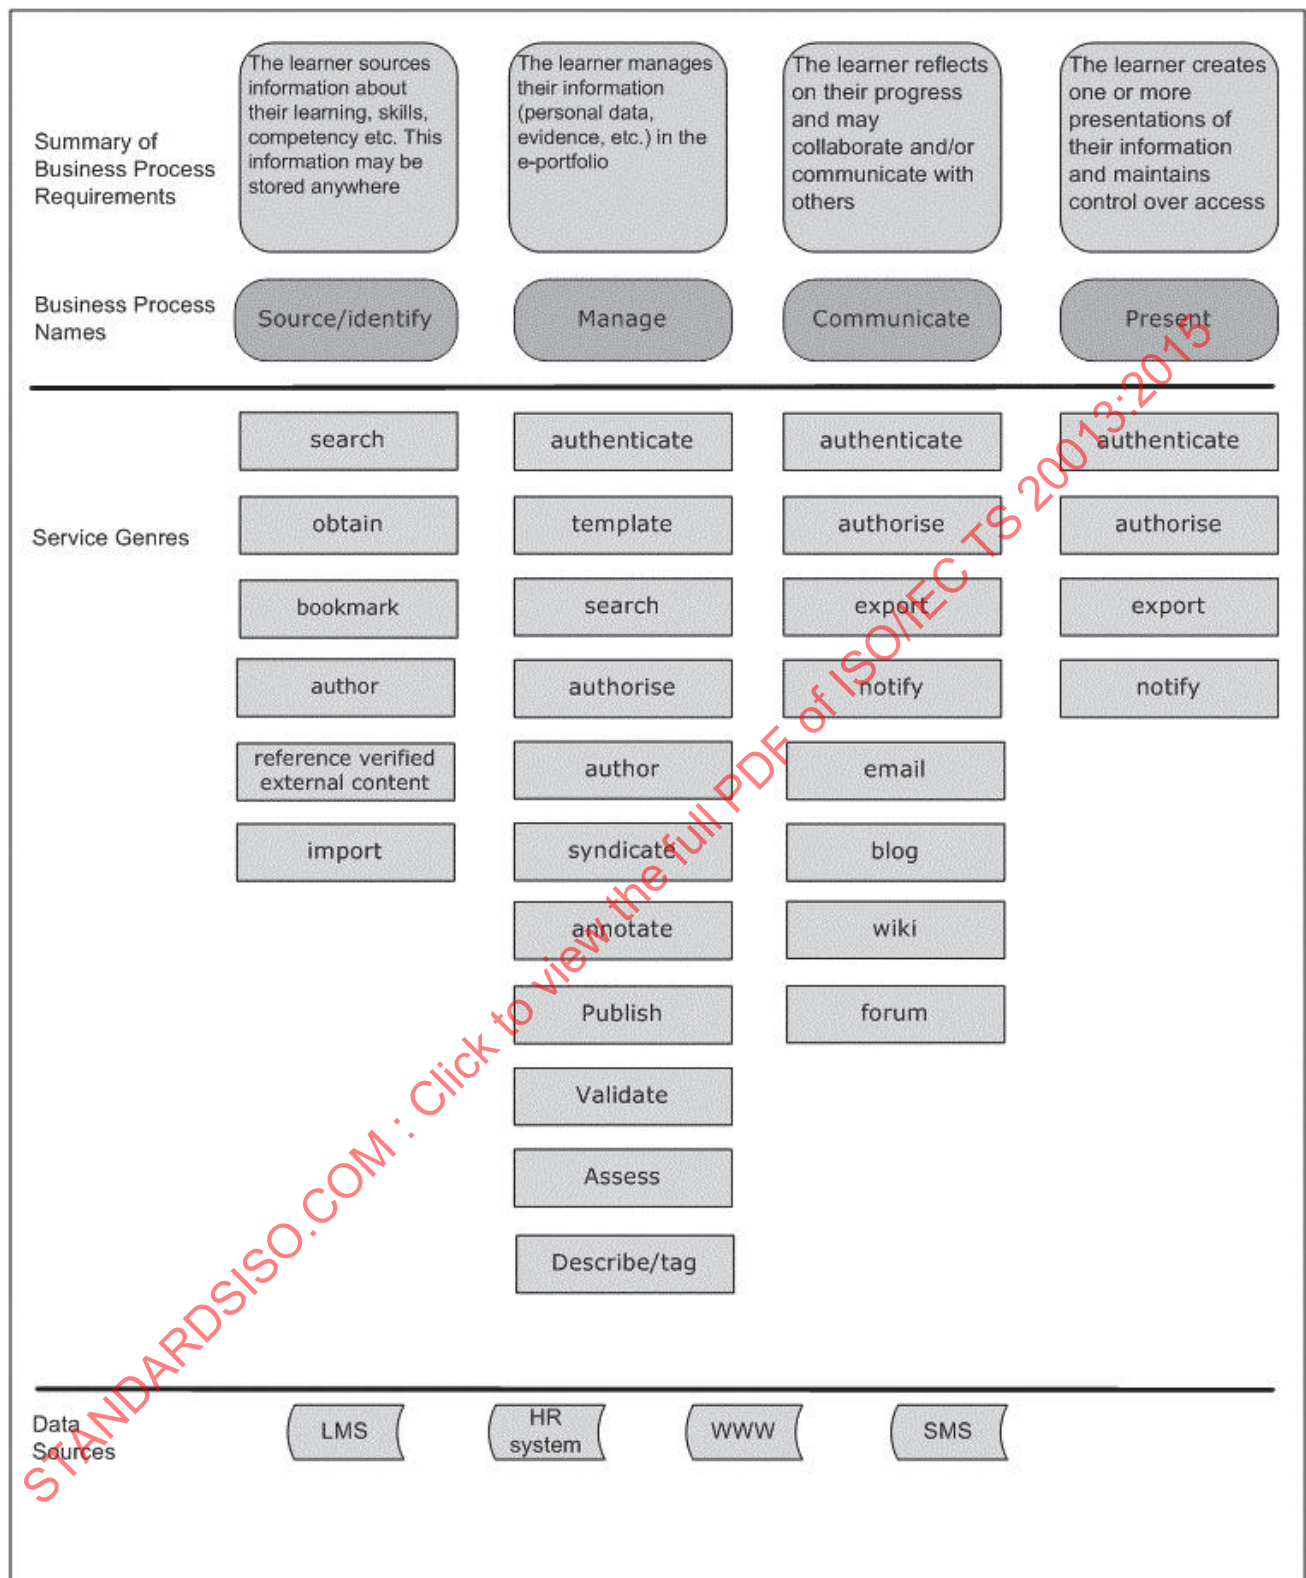 The learner sources
information about
their learning, skills,
competency etc. This
information may be
stored anywhere
The learner manages
their information
(personal data,
evidence, etc.) in the
e-portfolio
The learner reflects
on their progress
and may
collaborate and/or
communicate with
others
The learner creates
one or more
presentations of
their information
and maintains
control over access
Summary of
Business Process
Requirements
Business Process
Names
Source/identify
Manage
Communicate
Present
Service Genres
search
obtain
bookmark
author
reference verified
external content
import
authenticate
template
search
authorise
author
syndicate
annotate
Publish
Validate
Assess
Describe/tag
authenticate
authorise
export
notify
email
blog
wiki
forum
authenticate
authorise
export
notify
Data
Sources
LMS
HR
system
WWW
SMS
STANDARDSISO.COM : Click to view the full PDF of ISO/IEC TS 20013:2015